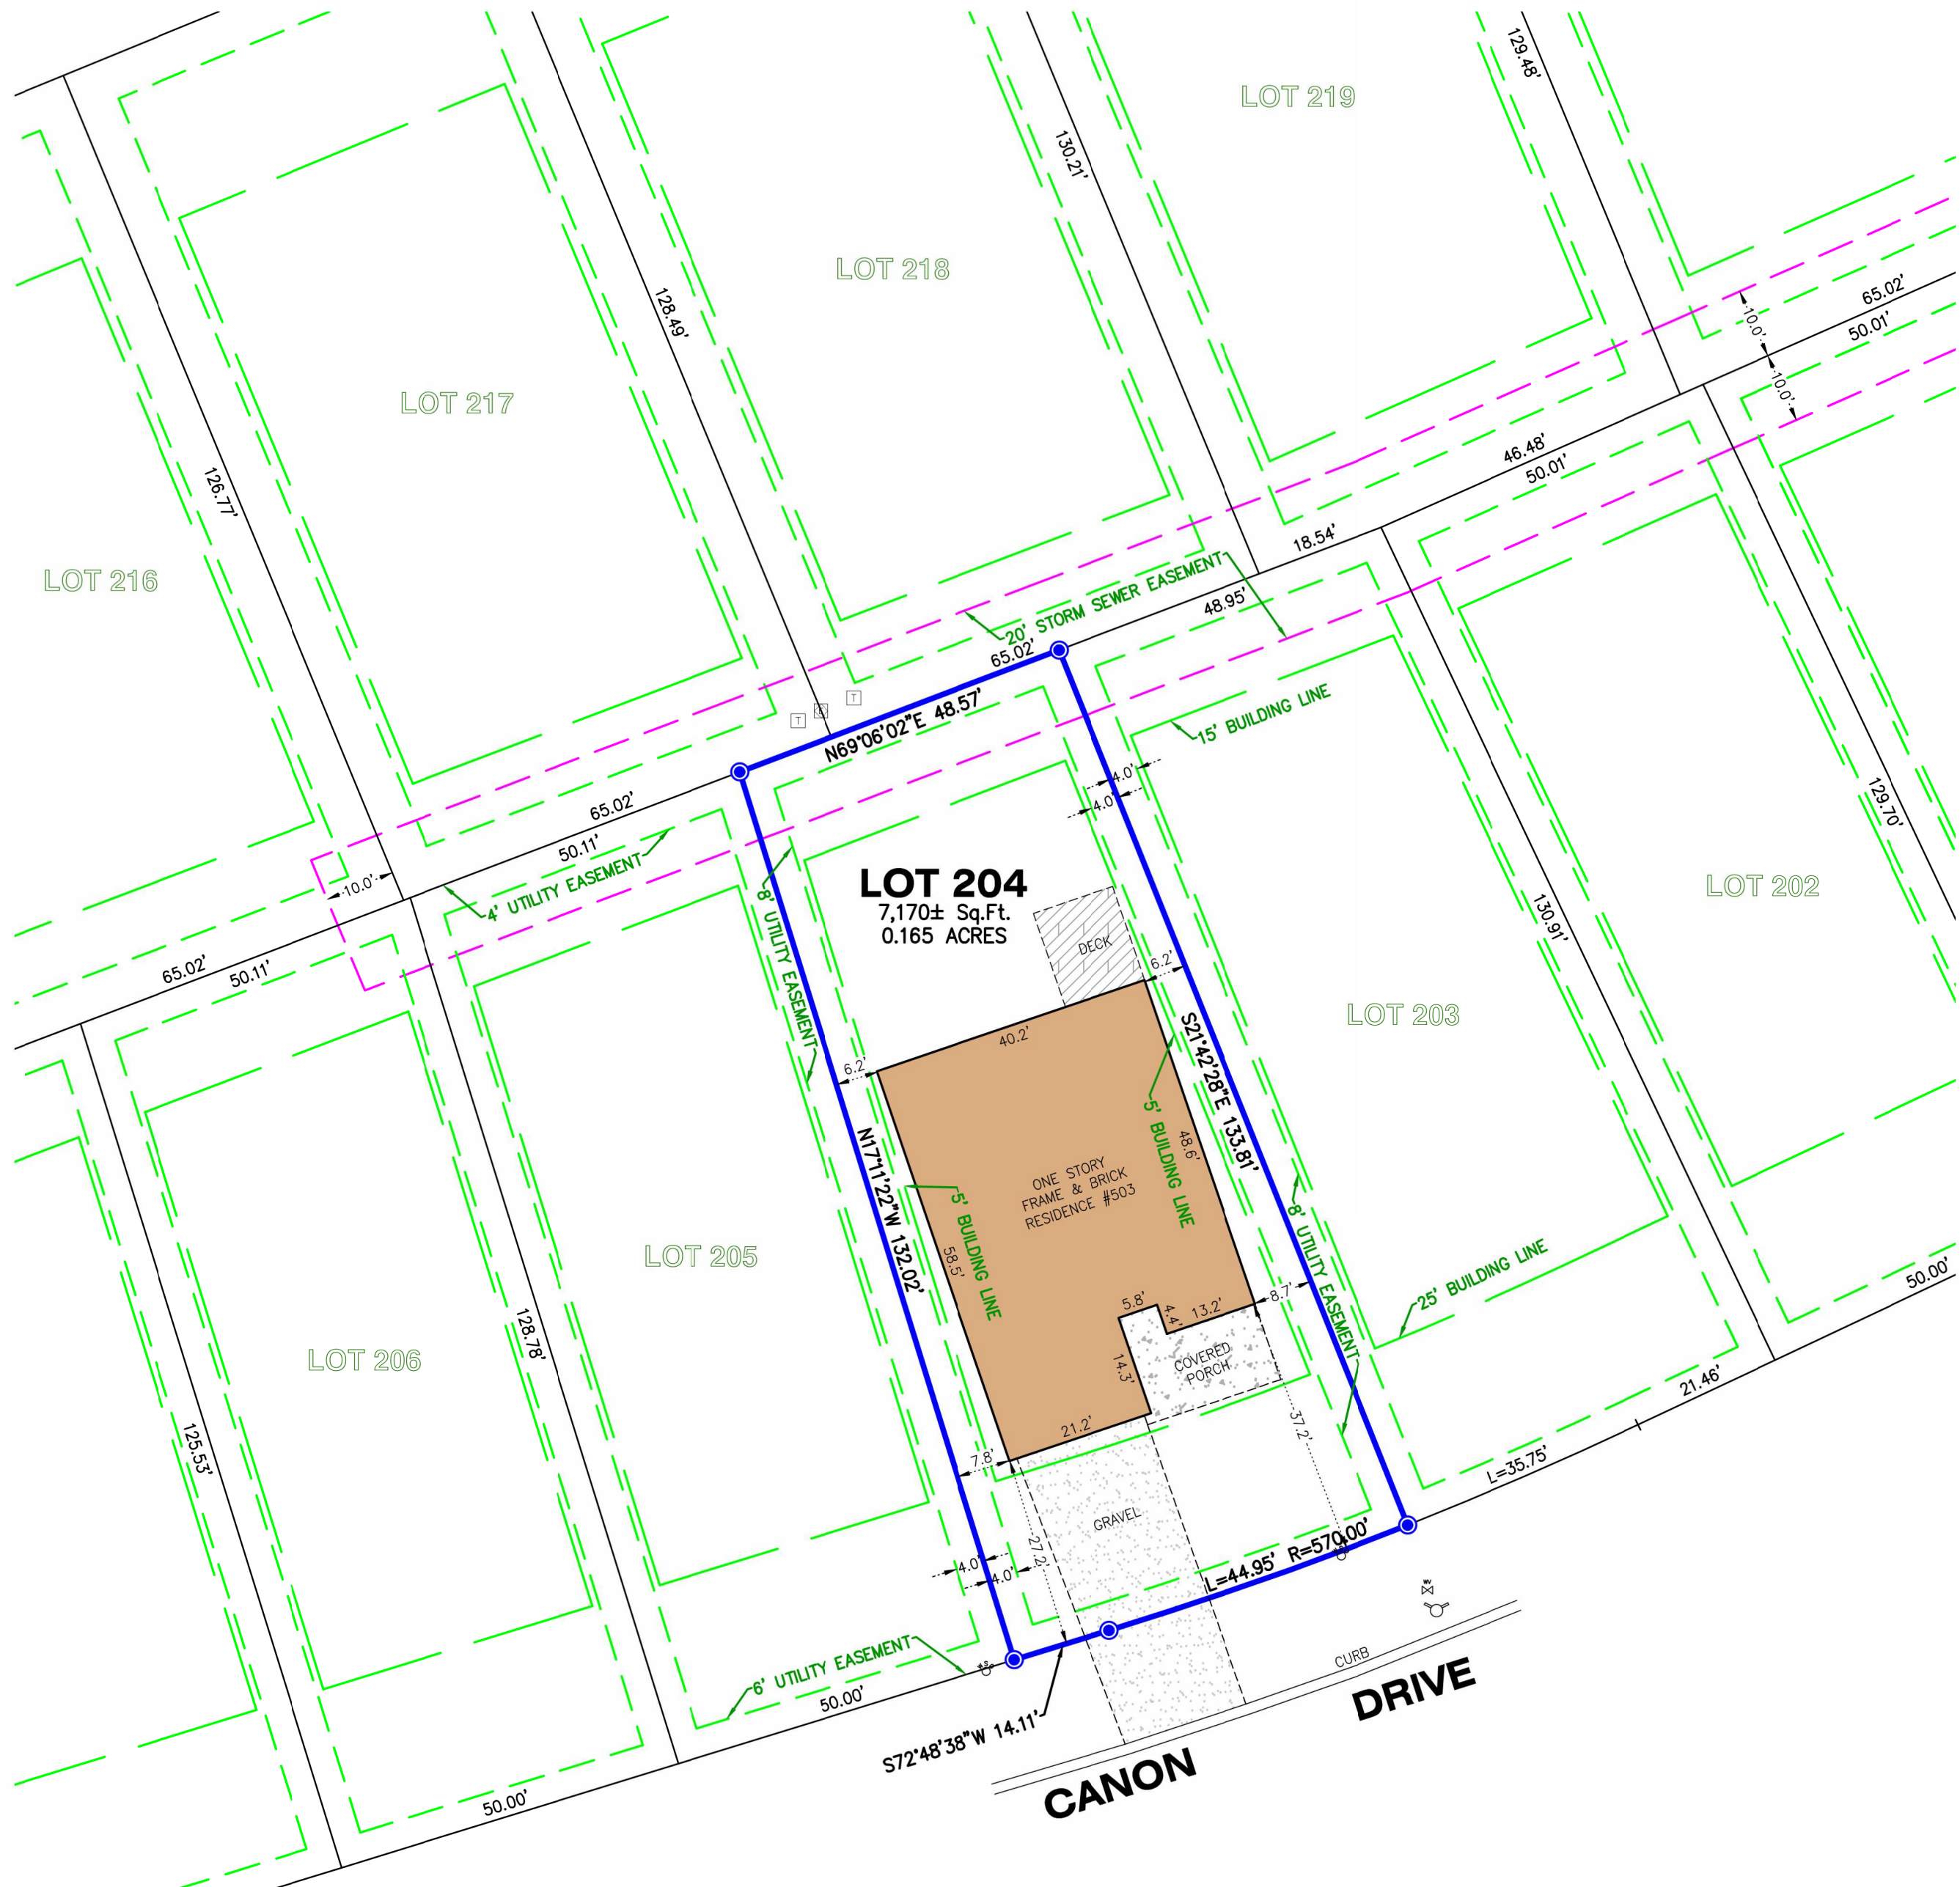 129.48'
LOT 219
130.21'
LOT 218
128.49'
65.02'
10.0'
50.01'
10.0'
LOT 217
126.77'
46.48'
50.01'
18.54'
LOT 216
20' STORM SEWER EASEMENT
48.95'
65.02'
T
T
N69°06'02"E 48.57'
15' BUILDING LINE
4.0'
4.0'
65.02'
50.11'
129.70'
4' UTILITY EASEMENT
10.0'
8' UTILITY EASEMENT
LOT 204
7,170± Sq.Ft.
0.165 ACRES
LOT 202
130.91'
DECK
65.02'
50.11'
6.2'
LOT 203
40.2'
6.2'
S21°42'28"E 133.81'
5' BUILDING LINE
48.6'
N17°11'22"W 132.02'
ONE STORY
FRAME & BRICK
RESIDENCE #503
5' BUILDING LINE
58.5'
LOT 205
8' UTILITY EASEMENT
25' BUILDING LINE
50.00'
5.8'
4.4'
13.2'
8.7'
128.78'
LOT 206
14.3'
COVERED
PORCH
21.46'
125.53'
21.2'
37.2'
7.8'
L=35.75'
GRAVEL
27.2'
4.0'
4.0'
L=44.95' R=570.00'
WV
6' UTILITY EASEMENT
50.00'
CURB
S72°48'38"W 14.11'
DRIVE
CANON
50.00'